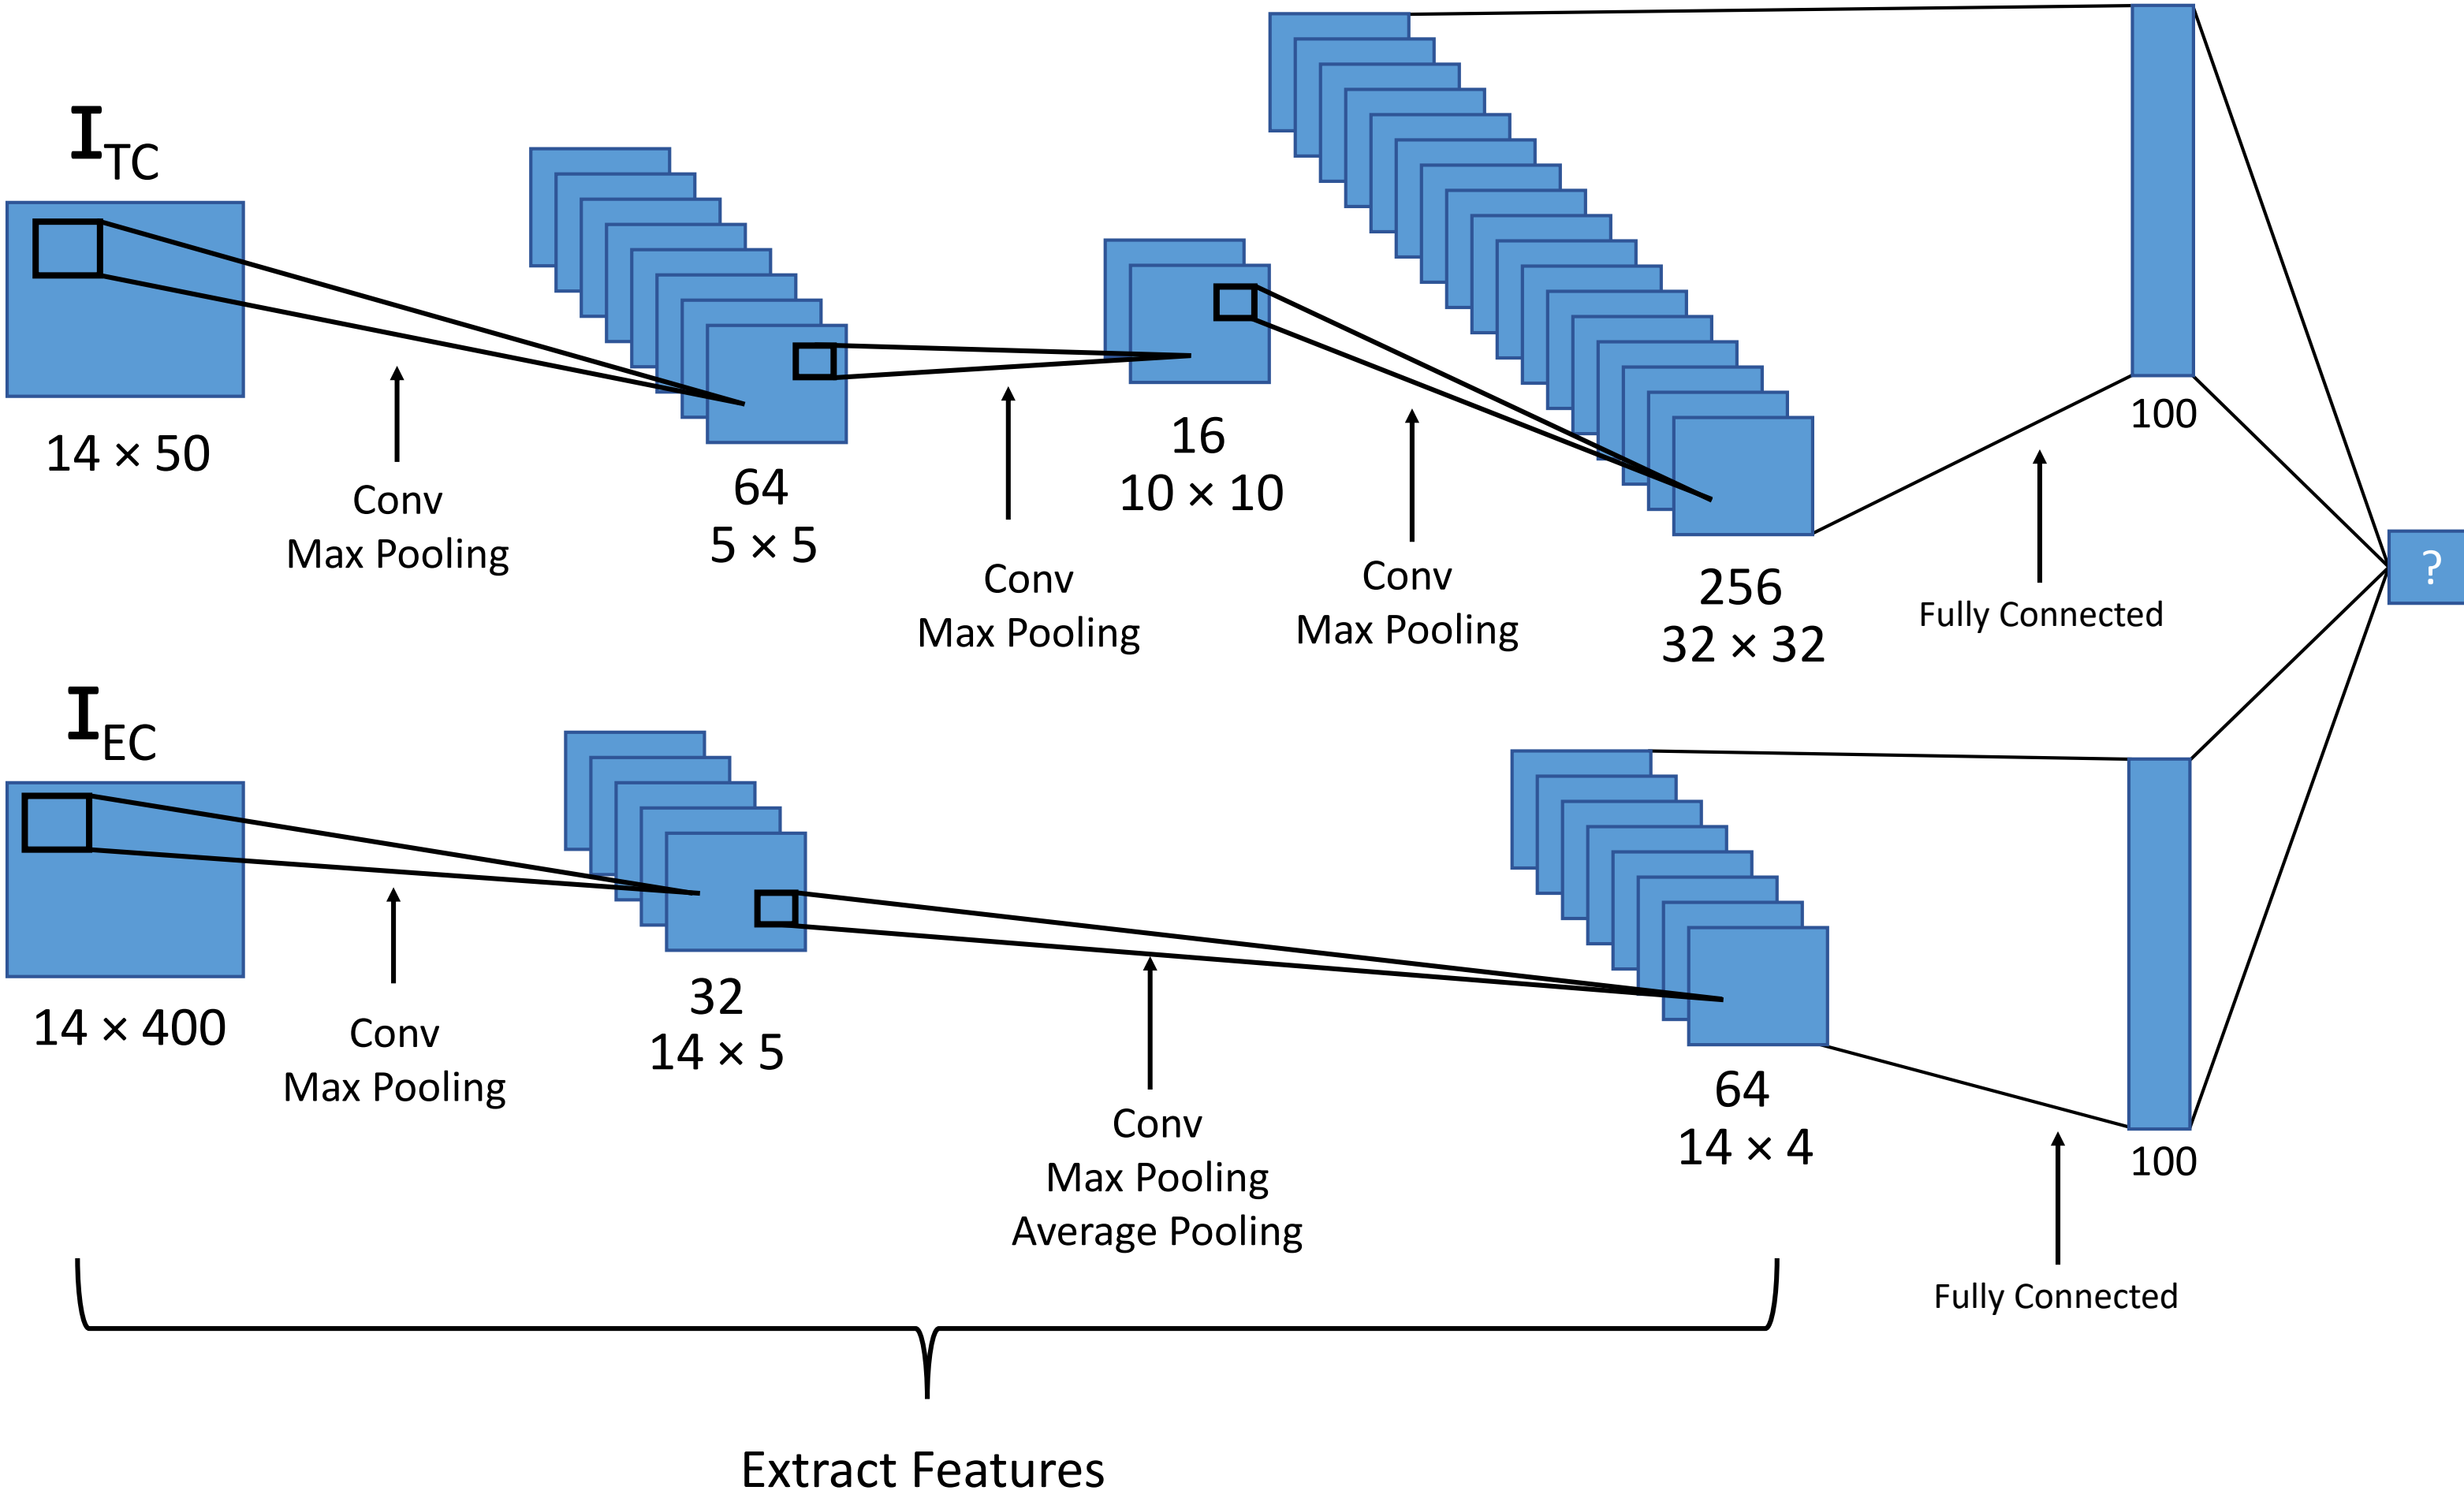 I_TC
14 × 50
Conv
Max Pooling
64
5 × 5
Conv
Max Pooling
16
10 × 10
Conv
Max Pooling
256
32 × 32
Fully Connected
100
?
I_EC
14 × 400
Conv
Max Pooling
32
14 × 5
Conv
Max Pooling
Average Pooling
64
14 × 4
Fully Connected
100
Extract Features